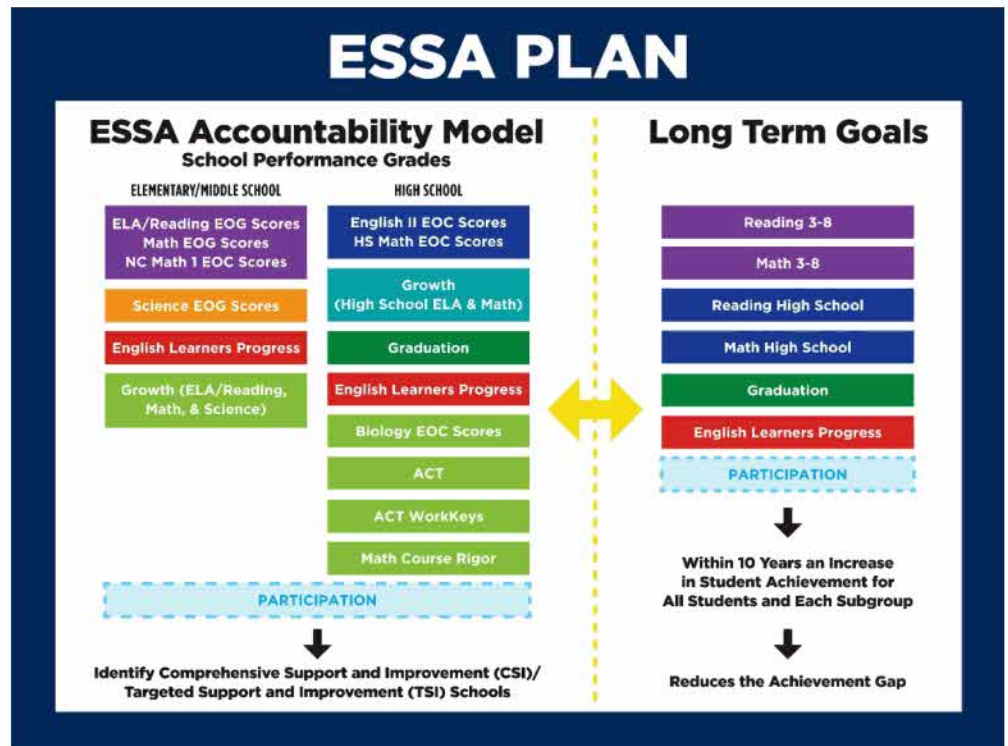 ESSA PLAN
ESSA Accountability Model
School Performance Grades
ELEMENTARY/MIDDLE SCHOOL
ELA/Reading EOG Scores
Math EOG Scores
NC Math 1 EOC Scores
Science EOG Scores
English Learners Progress
Growth (ELA/Reading,
Math, & Science)
HIGH SCHOOL
English II EOC Scores
HS Math EOC Scores
Growth
(High School ELA & Math)
Graduation
English Learners Progress
Biology EOC Scores
ACT
ACT WorkKeys
Math Course Rigor
PARTICIPATION
Identify Comprehensive Support and Improvement (CSI)/
Targeted Support and Improvement (TSI) Schools
Long Term Goals
Reading 3-8
Math 3-8
Reading High School
Math High School
Graduation
English Learners Progress
PARTICIPATION
Within 10 Years an Increase
in Student Achievement for
All Students and Each Subgroup
Reduces the Achievement Gap